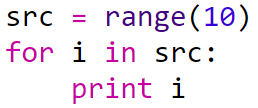 src = range(10)
for i in src:
    print i